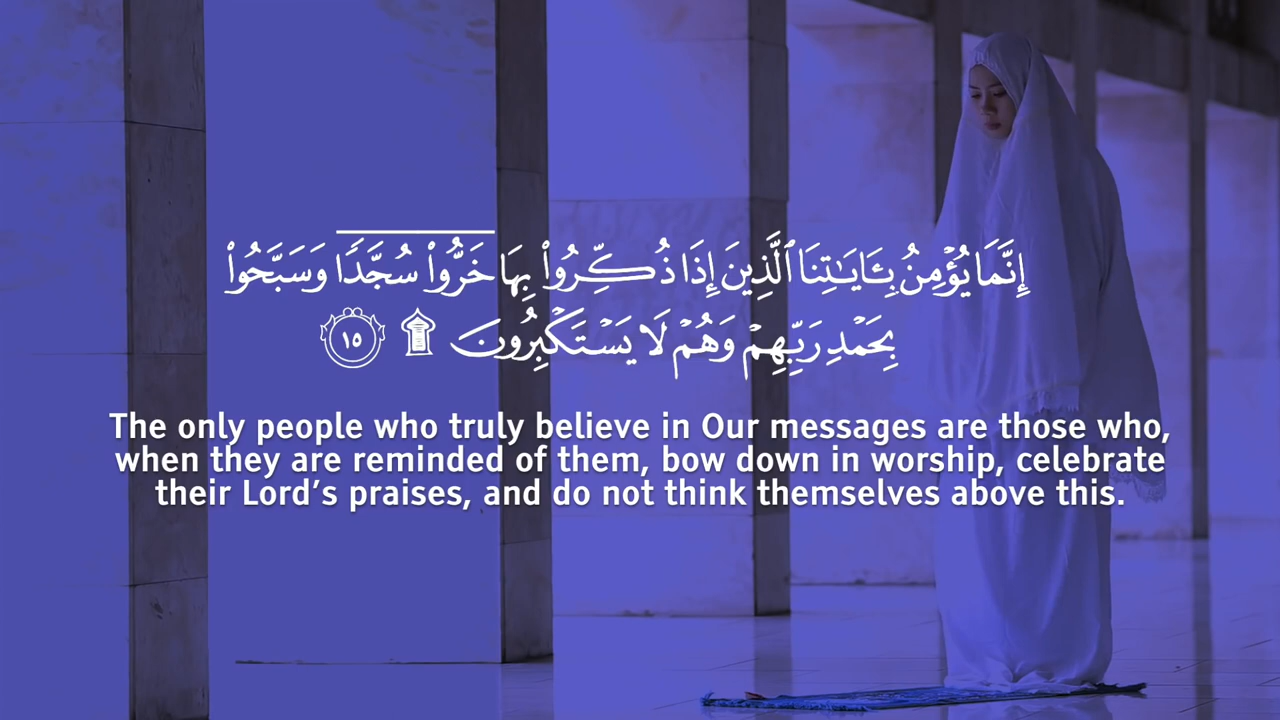 إِنَّمَا يُؤْمِنُ بِـَٔايَـٰتِنَا ٱلَّذِينَ إِذَا ذُكِّرُوا۟ بِهَا خَرُّوا۟ سُجَّدًا وَسَبَّحُوا۟
بِحَمْدِ رَبِّهِمْ وَهُمْ لَا يَسْتَكْبِرُونَ ۩ ١٥
The only people who truly believe in Our messages are those who,
when they are reminded of them, bow down in worship, celebrate
their Lord’s praises, and do not think themselves above this.